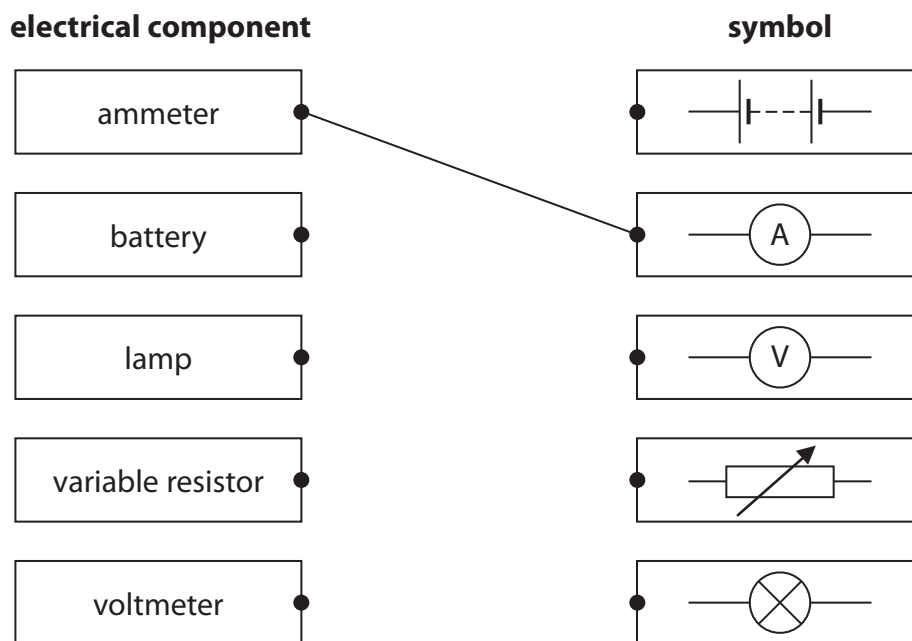 electrical component symbol
ammeter
battery
A
lamp
V
variable resistor
voltmeter